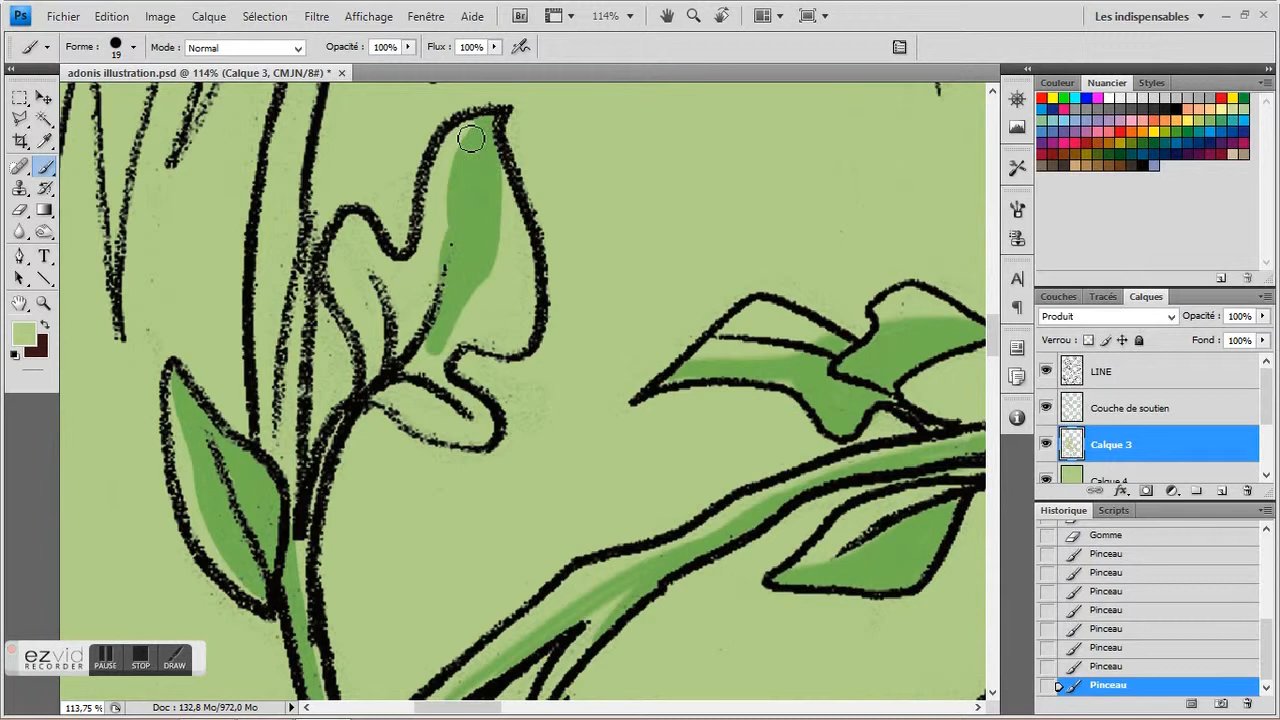 Ps Fichier Edition Image Calque Sélection Filtre Affichage Fenêtre Aide Br 114% Les indispensables
Forme : 19 Mode : Normal Opacité : 100% Flux : 100%
adonis illustration.psd @ 114% (Calque 3, CMJN/8#) * ×
Couleur Nuancier Styles
Couches Tracés Calques
Produit Opacité : 100%
Verrou : Fond : 100%
LINE
Couche de soutien
Calque 3
Calque 4
Historique Scripts
Gomme
Pinceau
Pinceau
Pinceau
Pinceau
Pinceau
Pinceau
Pinceau
Pinceau
ezvid
RECORDER
PAUSE STOP DRAW
113,75 % Doc : 132,8 Mo/972,0 Mo